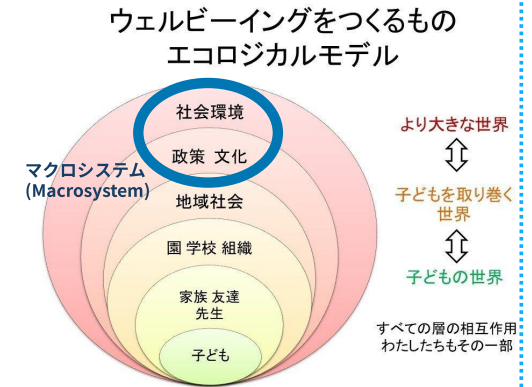 ウェルビーイングをつくるもの
エコロジカルモデル
社会環境
政策 文化
マクロシステム
(Macrosystem)
地域社会
園 学校 組織
家族 友達
先生
子ども
より大きな世界
子どもを取り巻く
世界
子どもの世界
すべての層の相互作用
わたしたちもその一部